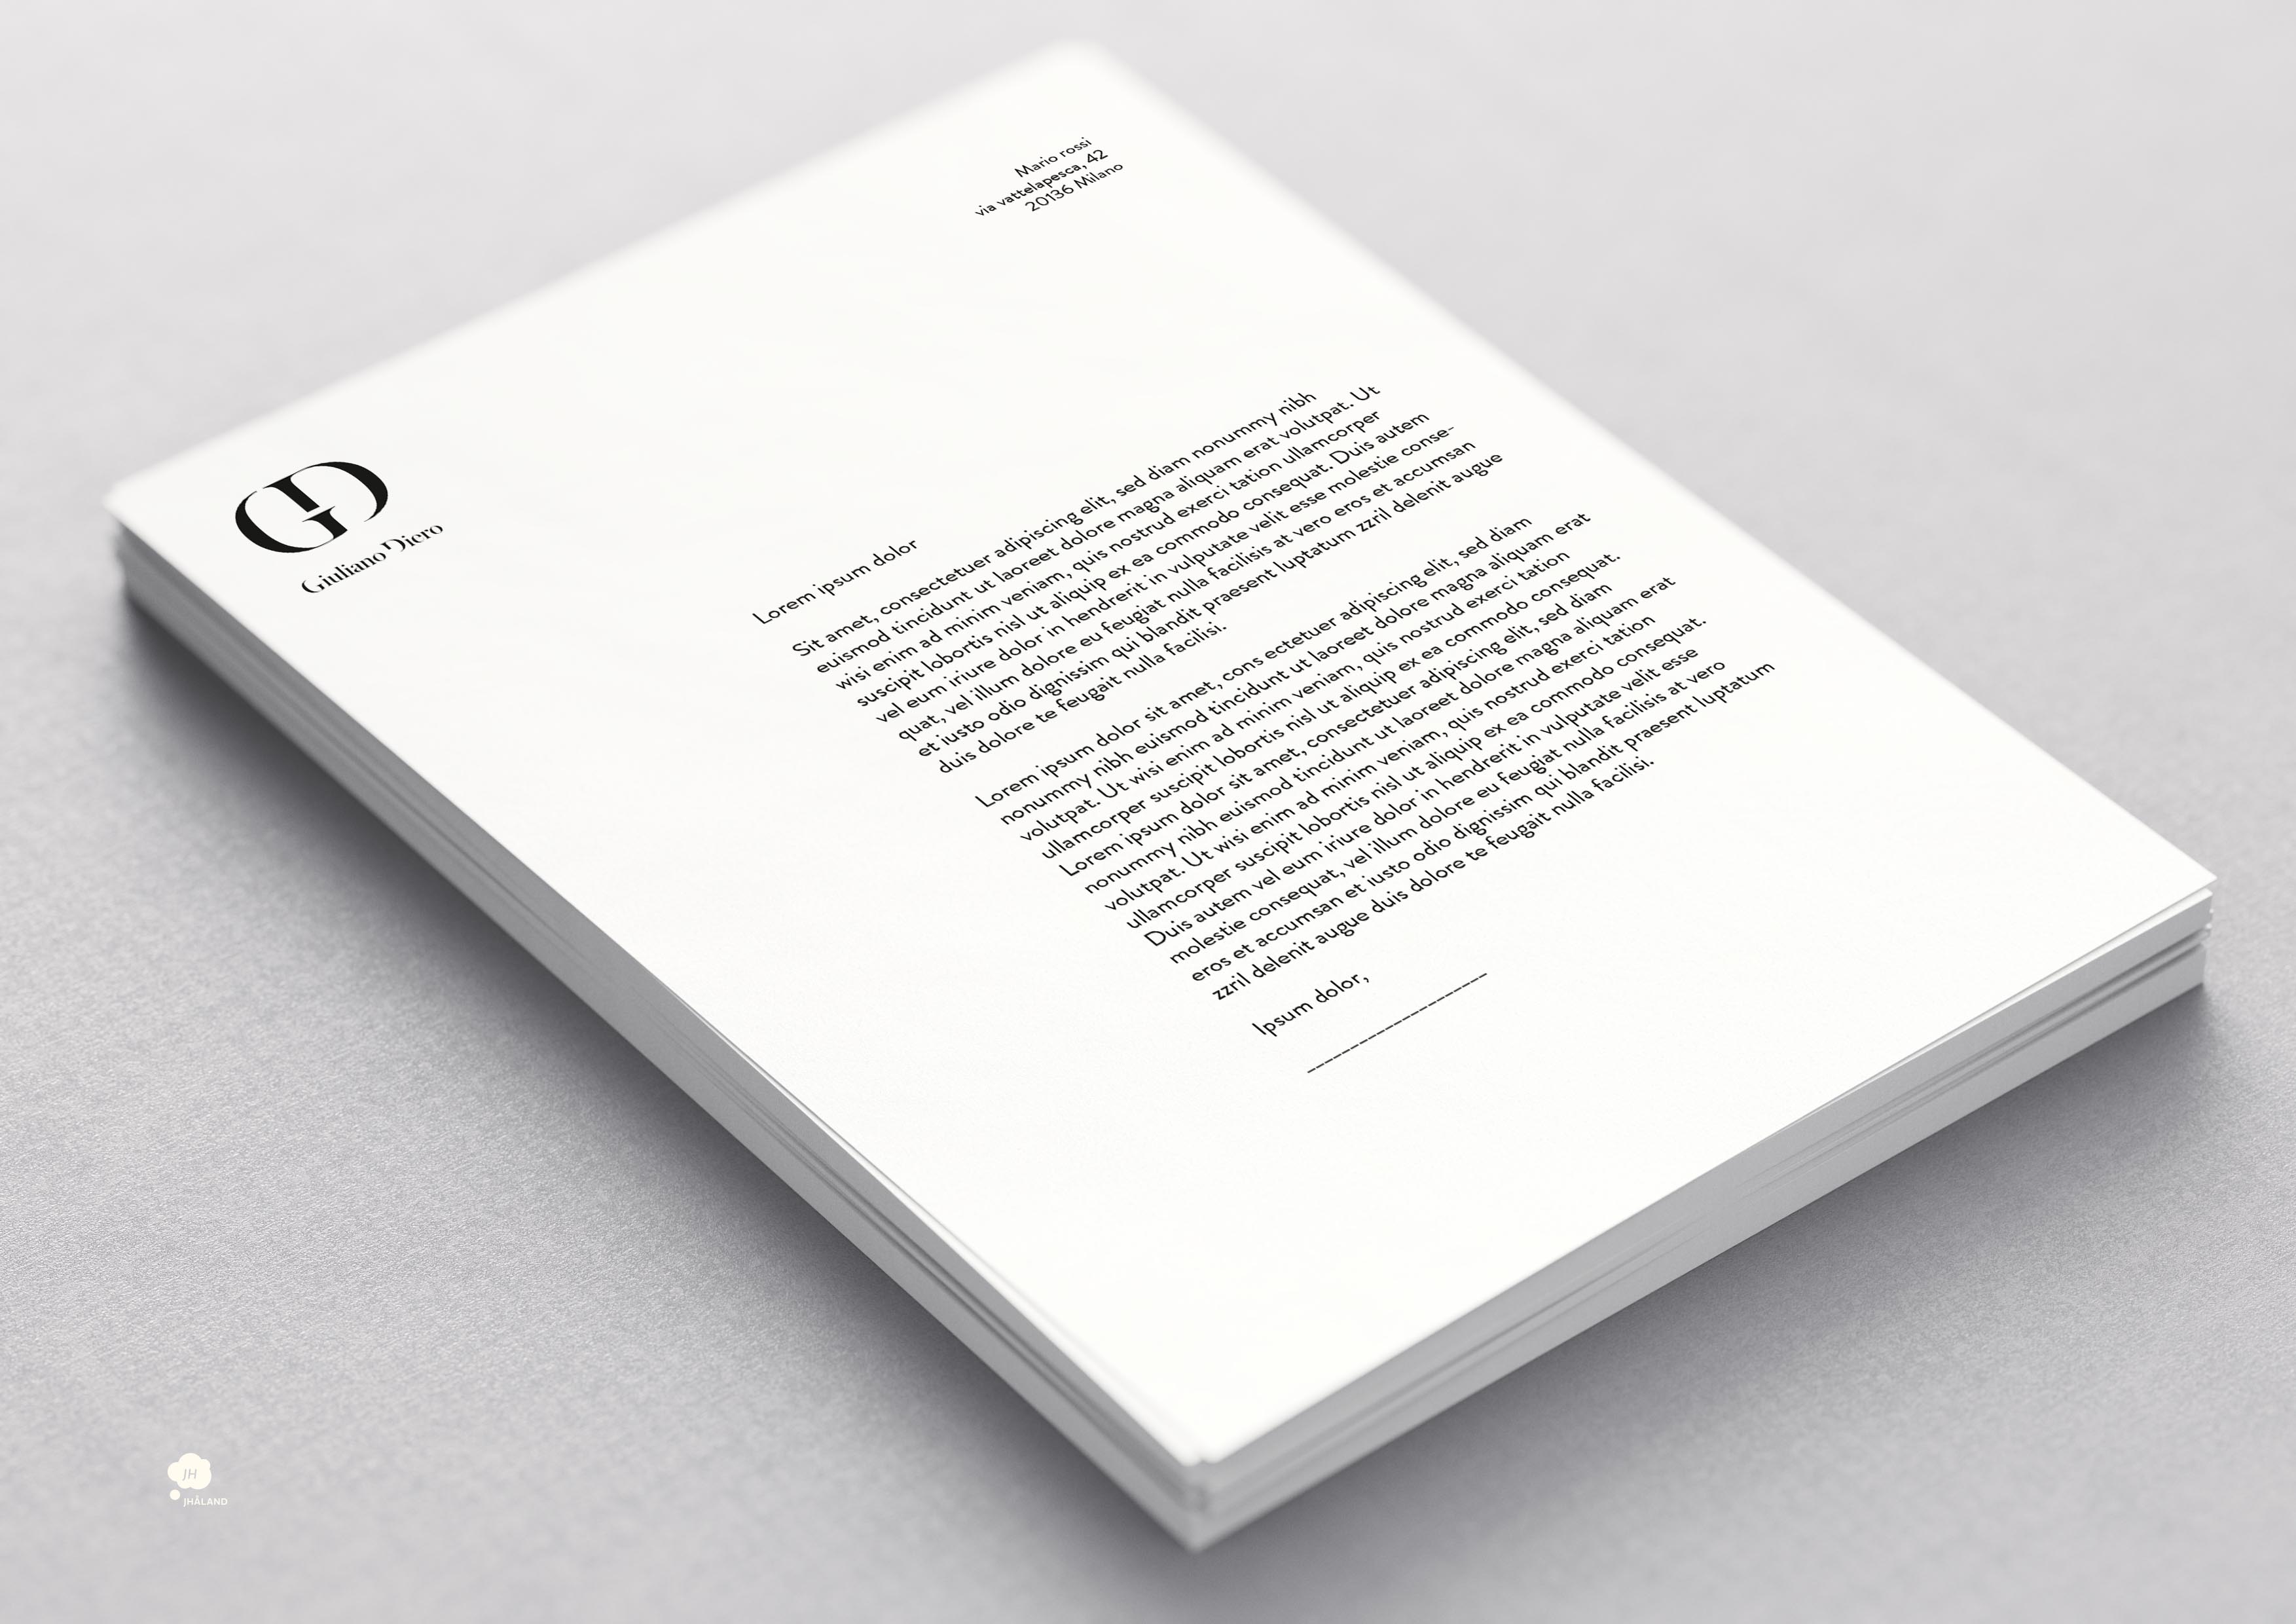 GD
Giuliano Diero
Mario rossi
via vattelapesca, 42
20136 Milano
Lorem ipsum dolor
Sit amet, consectetuer adipiscing elit, sed diam nonummy nibh
euismod tincidunt ut laoreet dolore magna aliquam erat volutpat. Ut
wisi enim ad minim veniam, quis nostrud exerci tation ullamcorper
suscipit lobortis nisl ut aliquip ex ea commodo consequat. Duis autem
vel eum iriure dolor in hendrerit in vulputate velit esse molestie conse-
quat, vel illum dolore eu feugiat nulla facilisis at vero eros et accumsan
et iusto odio dignissim qui blandit praesent luptatum zzril delenit augue
duis dolore te feugait nulla facilisi.
Lorem ipsum dolor sit amet, cons ectetuer adipiscing elit, sed diam
nonummy nibh euismod tincidunt ut laoreet dolore magna aliquam erat
volutpat. Ut wisi enim ad minim veniam, quis nostrud exerci tation
ullamcorper suscipit lobortis nisl ut aliquip ex ea commodo consequat.
Lorem ipsum dolor sit amet, consectetuer adipiscing elit, sed diam
nonummy nibh euismod tincidunt ut laoreet dolore magna aliquam erat
volutpat. Ut wisi enim ad minim veniam, quis nostrud exerci tation
ullamcorper suscipit lobortis nisl ut aliquip ex ea commodo consequat.
Duis autem vel eum iriure dolor in hendrerit in vulputate velit esse
molestie consequat, vel illum dolore eu feugiat nulla facilisis at vero
eros et accumsan et iusto odio dignissim qui blandit praesent luptatum
zzril delenit augue duis dolore te feugait nulla facilisi.
Ipsum dolor,
JH
JHÅLAND